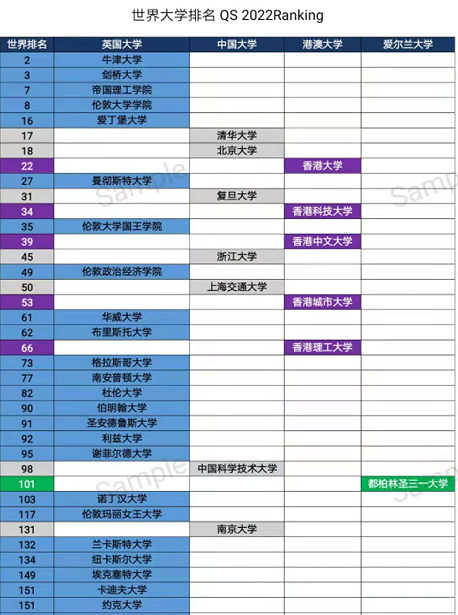 世界大学排名 QS 2022Ranking
世界排名 英国大学 中国大学 港澳大学 爱尔兰大学
2 牛津大学
3 剑桥大学
7 帝国理工学院
8 伦敦大学学院
16 爱丁堡大学
17 清华大学
18 北京大学
22 香港大学
27 曼彻斯特大学
31 复旦大学
34 香港科技大学
35 伦敦大学国王学院
39 香港中文大学
45 浙江大学
49 伦敦政治经济学院
50 上海交通大学
53 香港城市大学
61 华威大学
62 布里斯托大学
66 香港理工大学
73 格拉斯哥大学
77 南安普顿大学
82 杜伦大学
90 伯明翰大学
91 圣安德鲁斯大学
92 利兹大学
95 谢菲尔德大学
98 中国科学技术大学
101 都柏林圣三一大学
103 诺丁汉大学
117 伦敦玛丽女王大学
131 南京大学
132 兰卡斯特大学
134 纽卡斯尔大学
149 埃克塞特大学
151 卡迪夫大学
151 约克大学
Sample
Samp
Sample